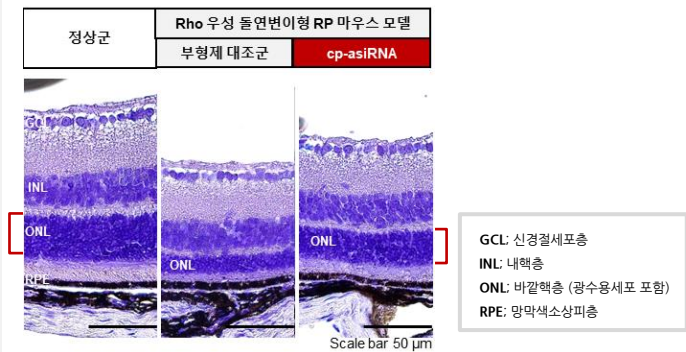 정상군
Rho 우성 돌연변이형 RP 마우스 모델
부형제 대조군
cp-asiRNA
GCL
INL
ONL
RPE
ONL
ONL
Scale bar 50 μm
GCL; 신경절세포층
INL; 내핵층
ONL; 바깥핵층 (광수용세포 포함)
RPE; 망막색소상피층